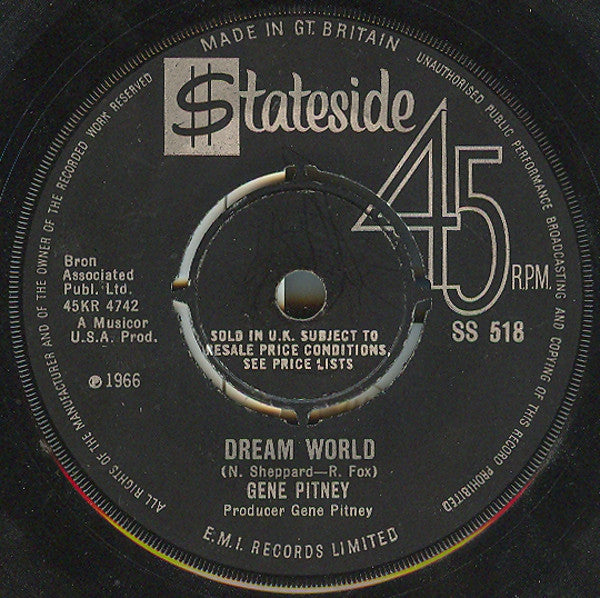 MADE IN GT. BRITAIN
UNAUTHORISED PUBLIC PERFORMANCE BROADCASTING AND COPYING OF THIS RECORD PROHIBITED
ALL RIGHTS OF THE MANUFACTURER AND OF THE OWNER OF THE RECORDED WORK RESERVED
$tateside
45
R.P.M.
Bron
Associated
Publ. Ltd.
45KR 4742
A Musicor
U.S.A. Prod.
℗ 1966
SS 518
SOLD IN U.K. SUBJECT TO
RESALE PRICE CONDITIONS,
SEE PRICE LISTS
DREAM WORLD
(N. Sheppard—R. Fox)
GENE PITNEY
Producer Gene Pitney
E.M.I. RECORDS LIMITED